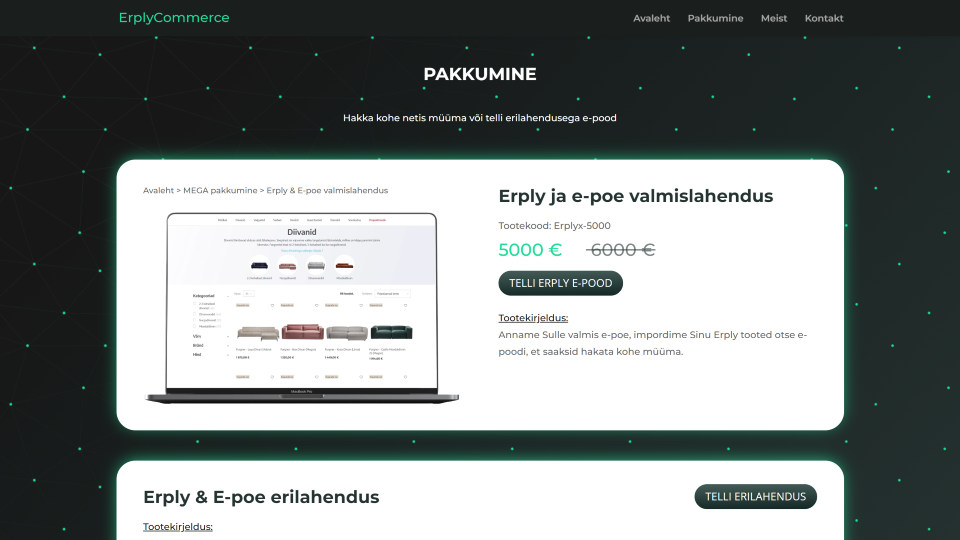 ErplyCommerce
Avaleht Pakkumine Meist Kontakt
PAKKUMINE
Hakka kohe netis müüma või telli erilahendusega e-pood
Avaleht > MEGA pakkumine > Erply & E-poe valmislahendus
Diivanid
Kategooriad
Värv
Hind
MacBook Pro
Erply ja e-poe valmislahendus
Tootekood: Erplyx-5000
5000 € 6000 €
TELLI ERPLY E-POOD
Tootekirjeldus:
Anname Sulle valmis e-poe, impordime Sinu Erply tooted otse e-
poodi, et saaksid hakata kohe müüma.
Erply & E-poe erilahendus
TELLI ERILAHENDUS
Tootekirjeldus: